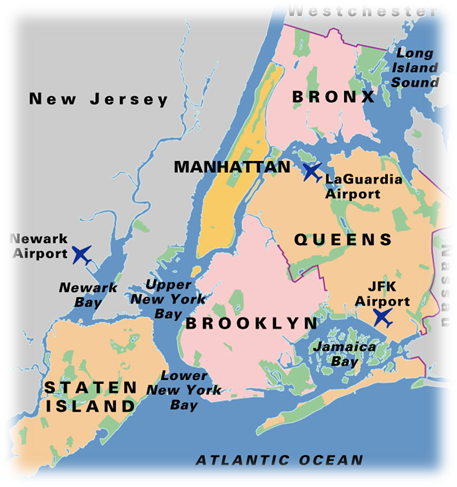 Westchester
Long
Island
Sound
New Jersey
BRONX
MANHATTAN
LaGuardia
Airport
Newark
Airport
QUEENS
Nassau
Newark
Bay
Upper
New York
Bay
JFK
Airport
BROOKLYN
Jamaica
Bay
STATEN
ISLAND
Lower
New York
Bay
ATLANTIC OCEAN